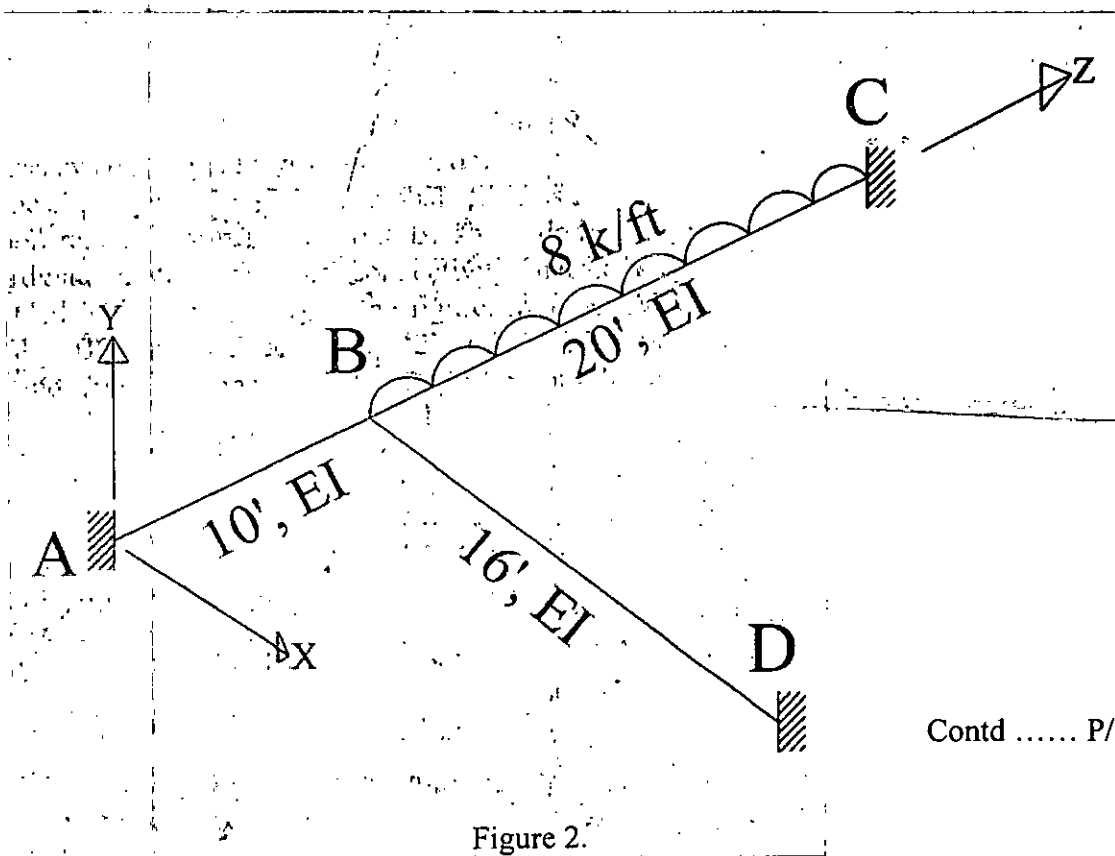 Z
C
8 k/ft
20', EI
Y
B
10', EI
A
16', EI
X
D
Contd ...... P/
Figure 2.